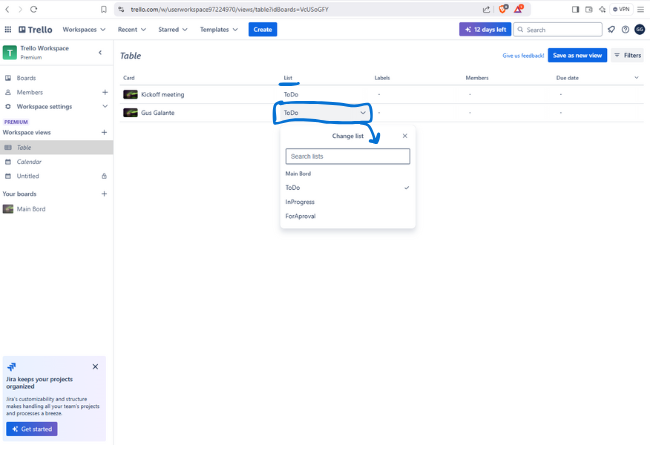 trello.com/w/userworkspace97224970/views/table?idBoards=VcUSaGFY
VPN
Trello
Workspaces
Recent
Starred
Templates
Create
12 days left
Search
GG
T
Trello Workspace
Premium
Boards
Members
Workspace settings
PREMIUM
Workspace views
Table
Calendar
Untitled
Your boards
Main Bord
Table
Give us feedback!
Save as new view
Filters
Card List Labels Members Due date
Kickoff meeting ToDo - - -
Gus Galante ToDo - - -
Change list
Search lists
Main Bord
ToDo
InProgress
ForAproval
Jira keeps your projects
organized
Jira's customizability and structure
makes handling all your team's projects
and processes a breeze.
Get started